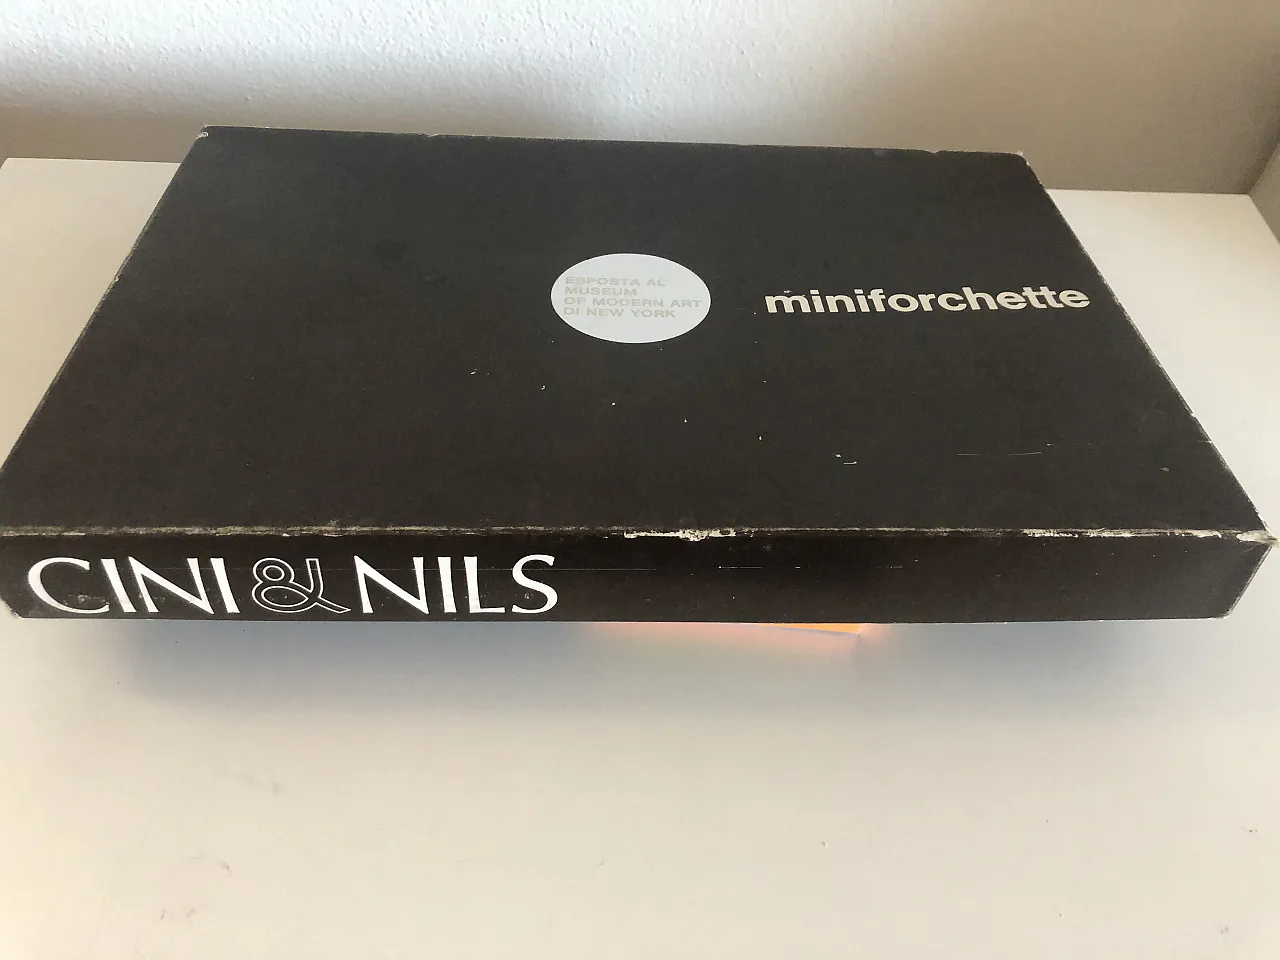 ESPOSTA AL
MUSEUM
OF MODERN ART
DI NEW YORK
miniforchette
CINI & NILS